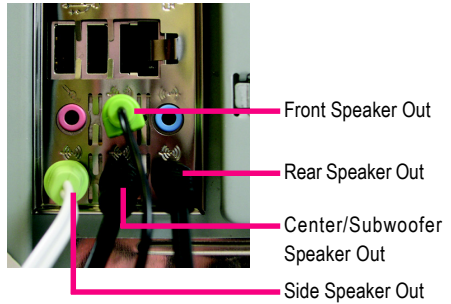 Front Speaker Out
Rear Speaker Out
Center/Subwoofer
Speaker Out
Side Speaker Out